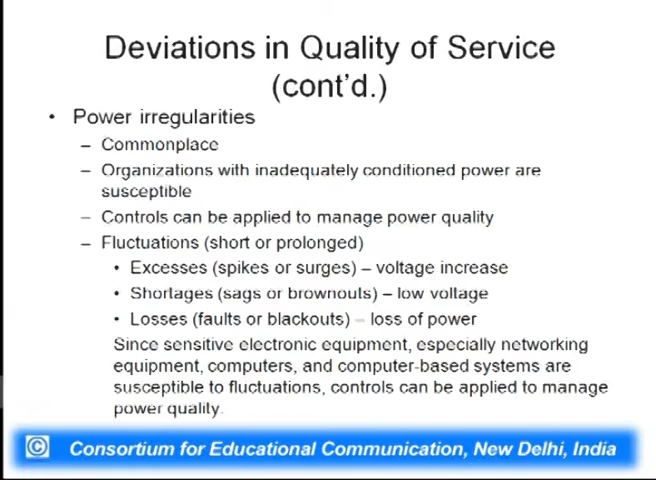 Deviations in Quality of Service
(cont'd.)
• Power irregularities
– Commonplace
– Organizations with inadequately conditioned power are
susceptible
– Controls can be applied to manage power quality
– Fluctuations (short or prolonged)
• Excesses (spikes or surges) – voltage increase
• Shortages (sags or brownouts) – low voltage
• Losses (faults or blackouts) – loss of power
Since sensitive electronic equipment, especially networking
equipment, computers, and computer-based systems are
susceptible to fluctuations, controls can be applied to manage
power quality.
© Consortium for Educational Communication, New Delhi, India